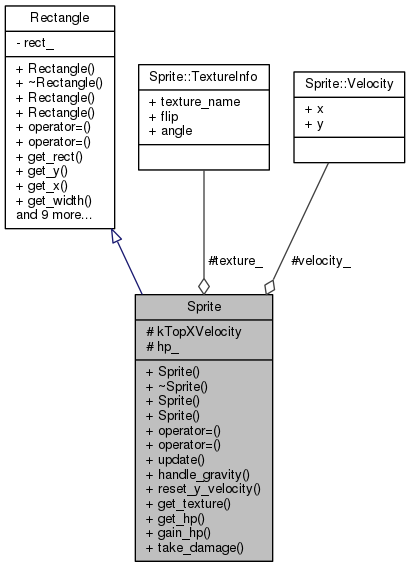 Rectangle
- rect_
+ Rectangle()
+ ~Rectangle()
+ Rectangle()
+ Rectangle()
+ operator=()
+ operator=()
+ get_rect()
+ get_y()
+ get_x()
+ get_width()
and 9 more...
Sprite::TextureInfo
+ texture_name
+ flip
+ angle
Sprite::Velocity
+ x
+ y
#texture_
#velocity_
Sprite
# kTopXVelocity
# hp_
+ Sprite()
+ ~Sprite()
+ Sprite()
+ Sprite()
+ operator=()
+ operator=()
+ update()
+ handle_gravity()
+ reset_y_velocity()
+ get_texture()
+ get_hp()
+ gain_hp()
+ take_damage()